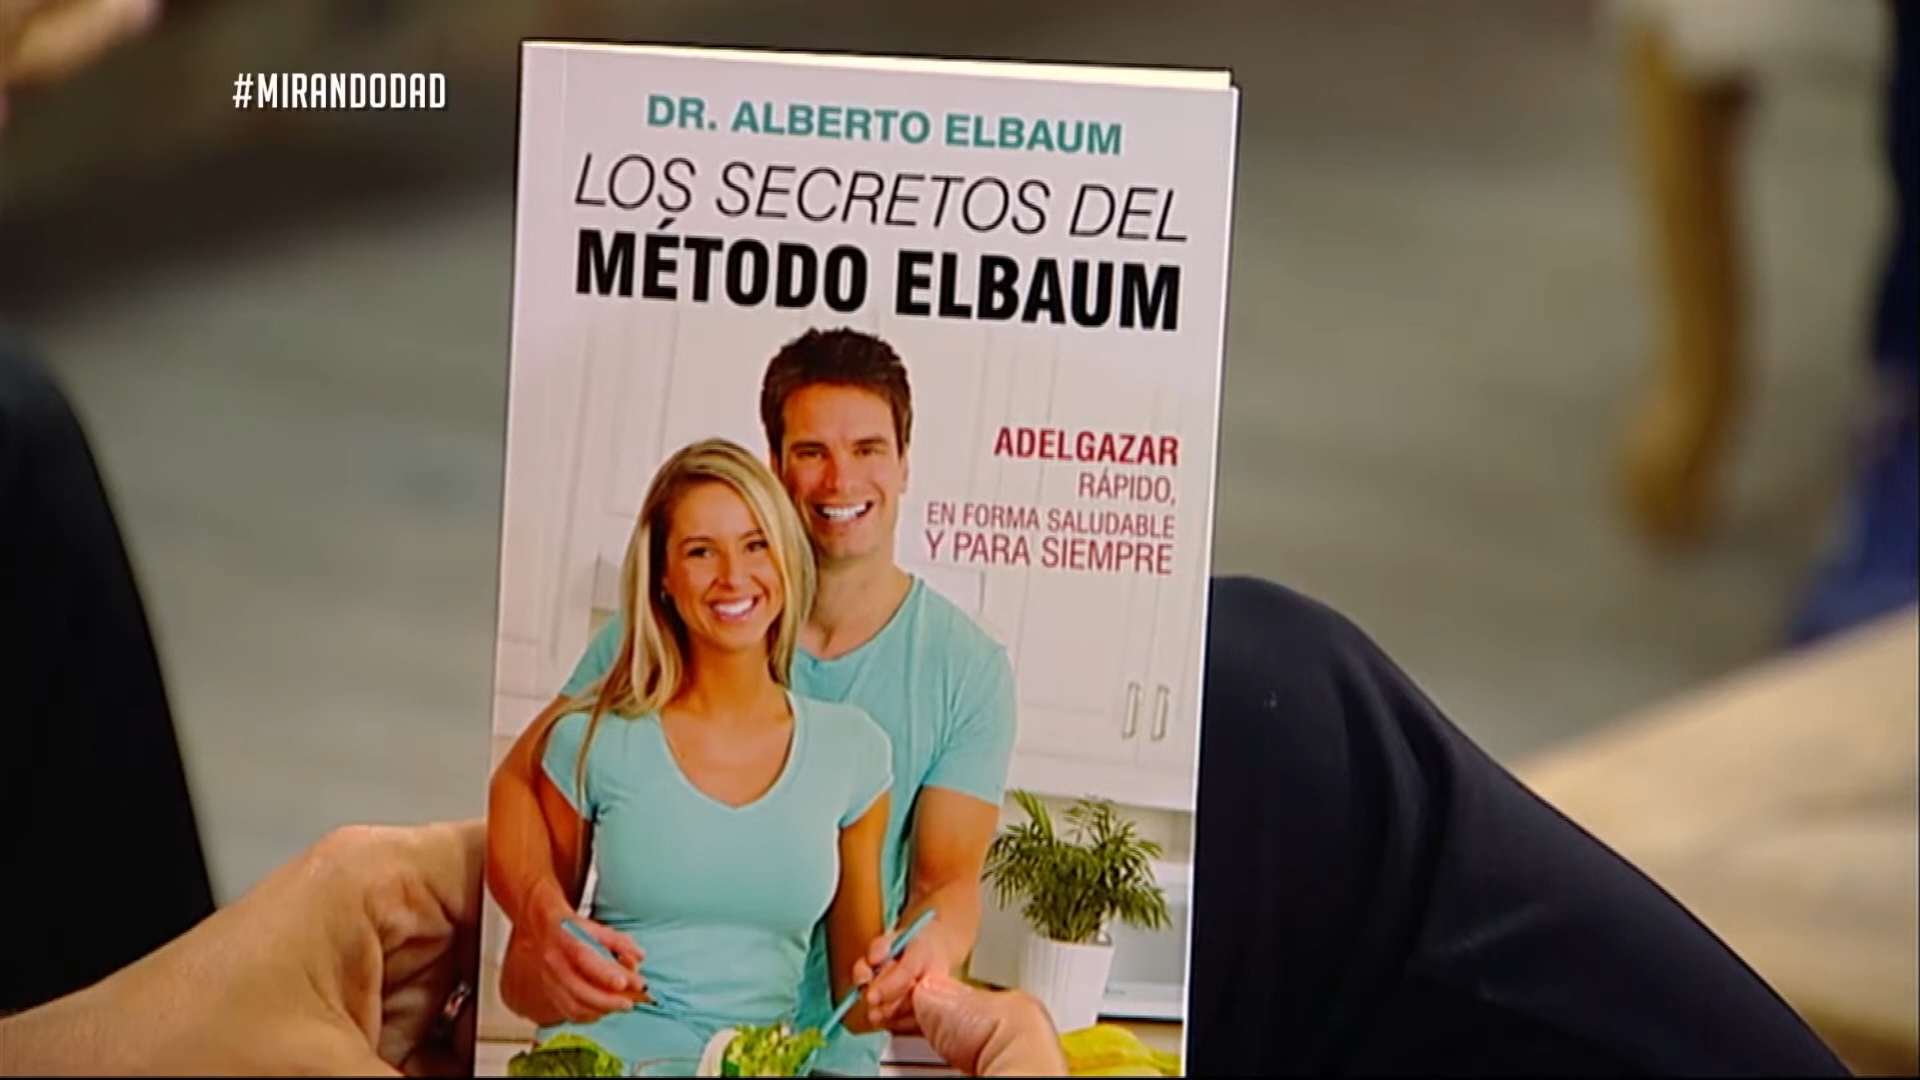 #MIRANDODAD
DR. ALBERTO ELBAUM
LOS SECRETOS DEL
MÉTODO ELBAUM
ADELGAZAR
RÁPIDO,
EN FORMA SALUDABLE
Y PARA SIEMPRE